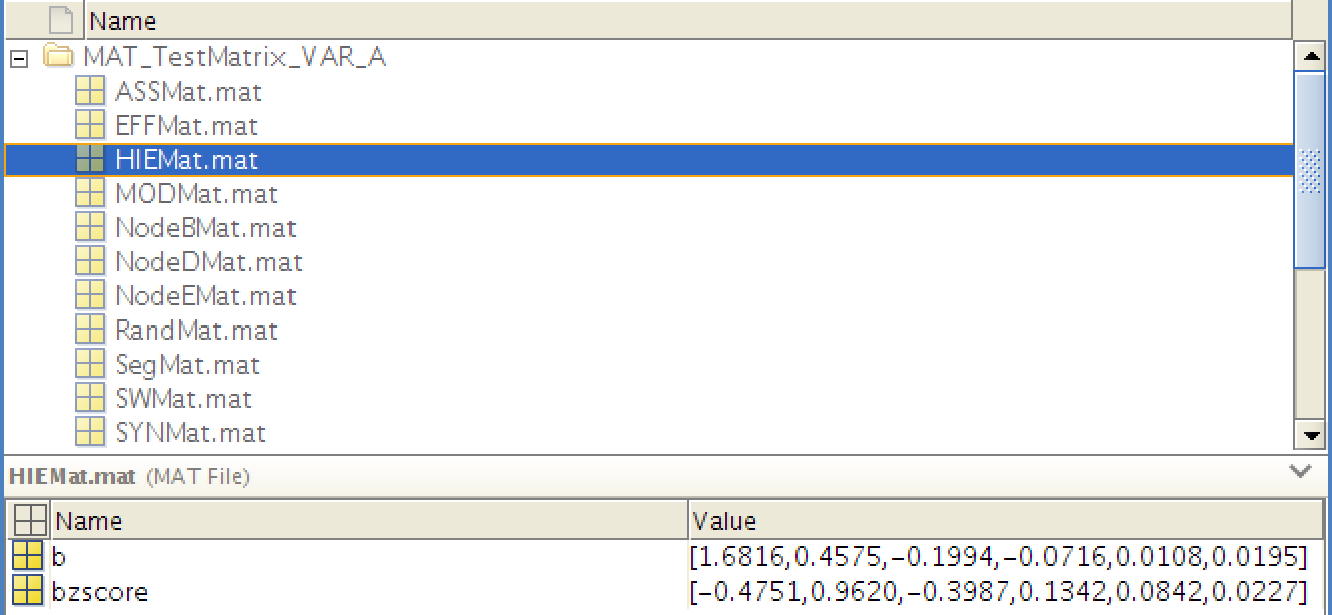 Name
MAT_TestMatrix_VAR_A
ASSMat.mat
EFFMat.mat
HIEMat.mat
MODMat.mat
NodeBMat.mat
NodeDMat.mat
NodeEMat.mat
RandMat.mat
SegMat.mat
SWMat.mat
SYNMat.mat
HIEMat.mat (MAT File)
Name Value
b [1.6816,0.4575,-0.1994,-0.0716,0.0108,0.0195]
bzscore [-0.4751,0.9620,-0.3987,0.1342,0.0842,0.0227]